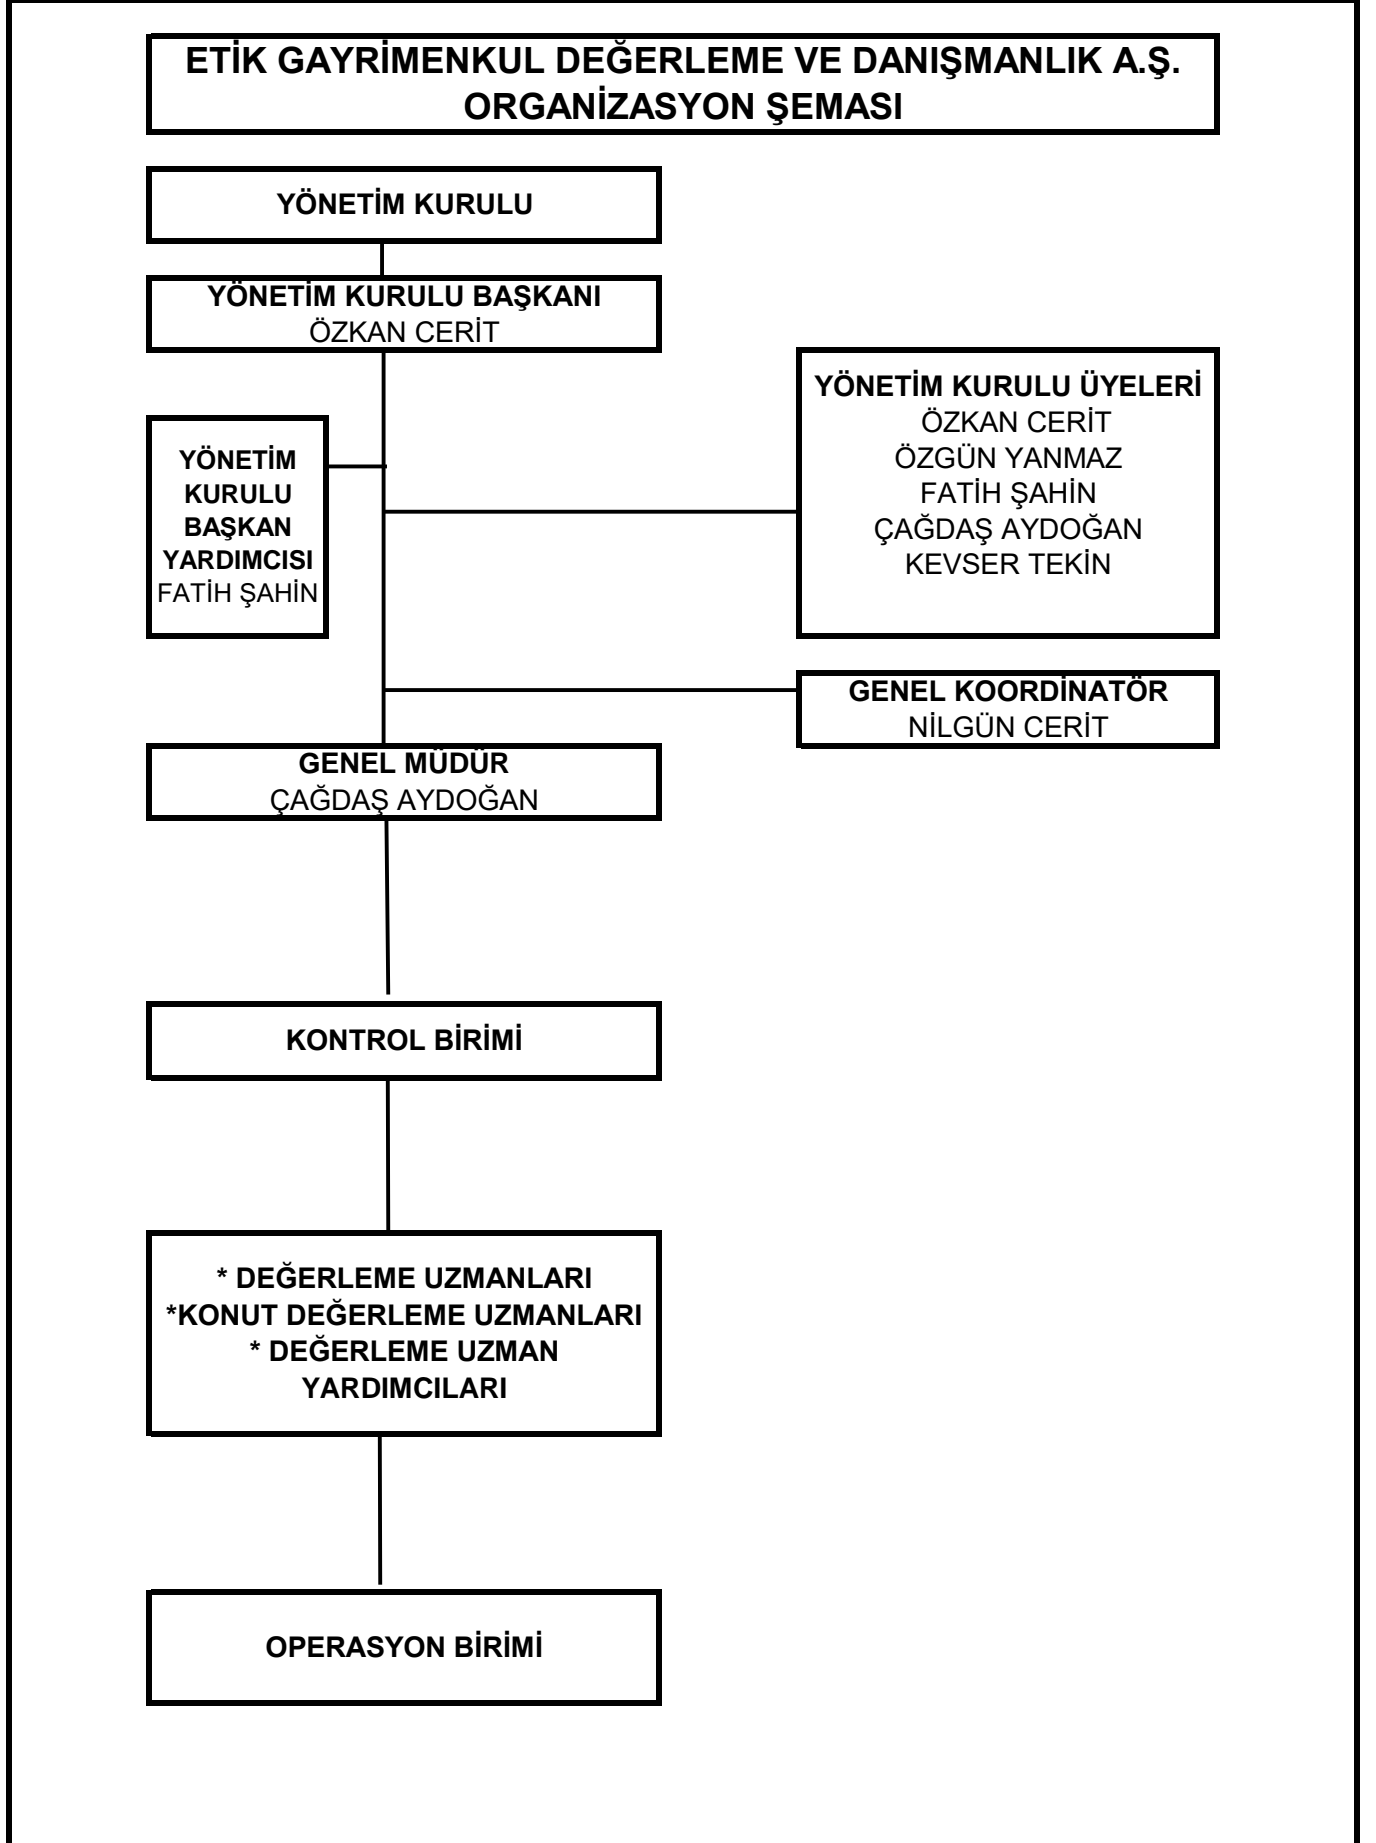 ETİK GAYRİMENKUL DEĞERLEME VE DANIŞMANLIK A.Ş.
ORGANİZASYON ŞEMASI
YÖNETİM KURULU
YÖNETİM KURULU BAŞKANI
ÖZKAN CERİT
YÖNETİM
KURULU
BAŞKAN
YARDIMCISI
FATİH ŞAHİN
YÖNETİM KURULU ÜYELERİ
ÖZKAN CERİT
ÖZGÜN YANMAZ
FATİH ŞAHİN
ÇAĞDAŞ AYDOĞAN
KEVSER TEKİN
GENEL KOORDİNATÖR
NİLGÜN CERİT
GENEL MÜDÜR
ÇAĞDAŞ AYDOĞAN
KONTROL BİRİMİ
* DEĞERLEME UZMANLARI
*KONUT DEĞERLEME UZMANLARI
* DEĞERLEME UZMAN
YARDIMCILARI
OPERASYON BİRİMİ